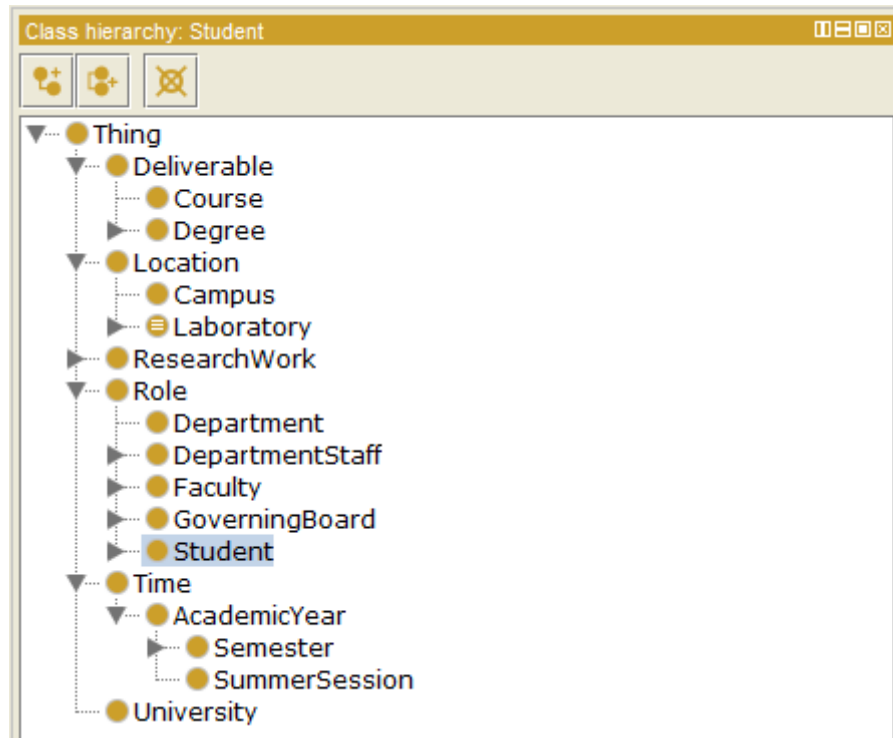 Class hierarchy: Student
Thing
Deliverable
Course
Degree
Location
Campus
Laboratory
ResearchWork
Role
Department
DepartmentStaff
Faculty
GoverningBoard
Student
Time
AcademicYear
Semester
SummerSession
University